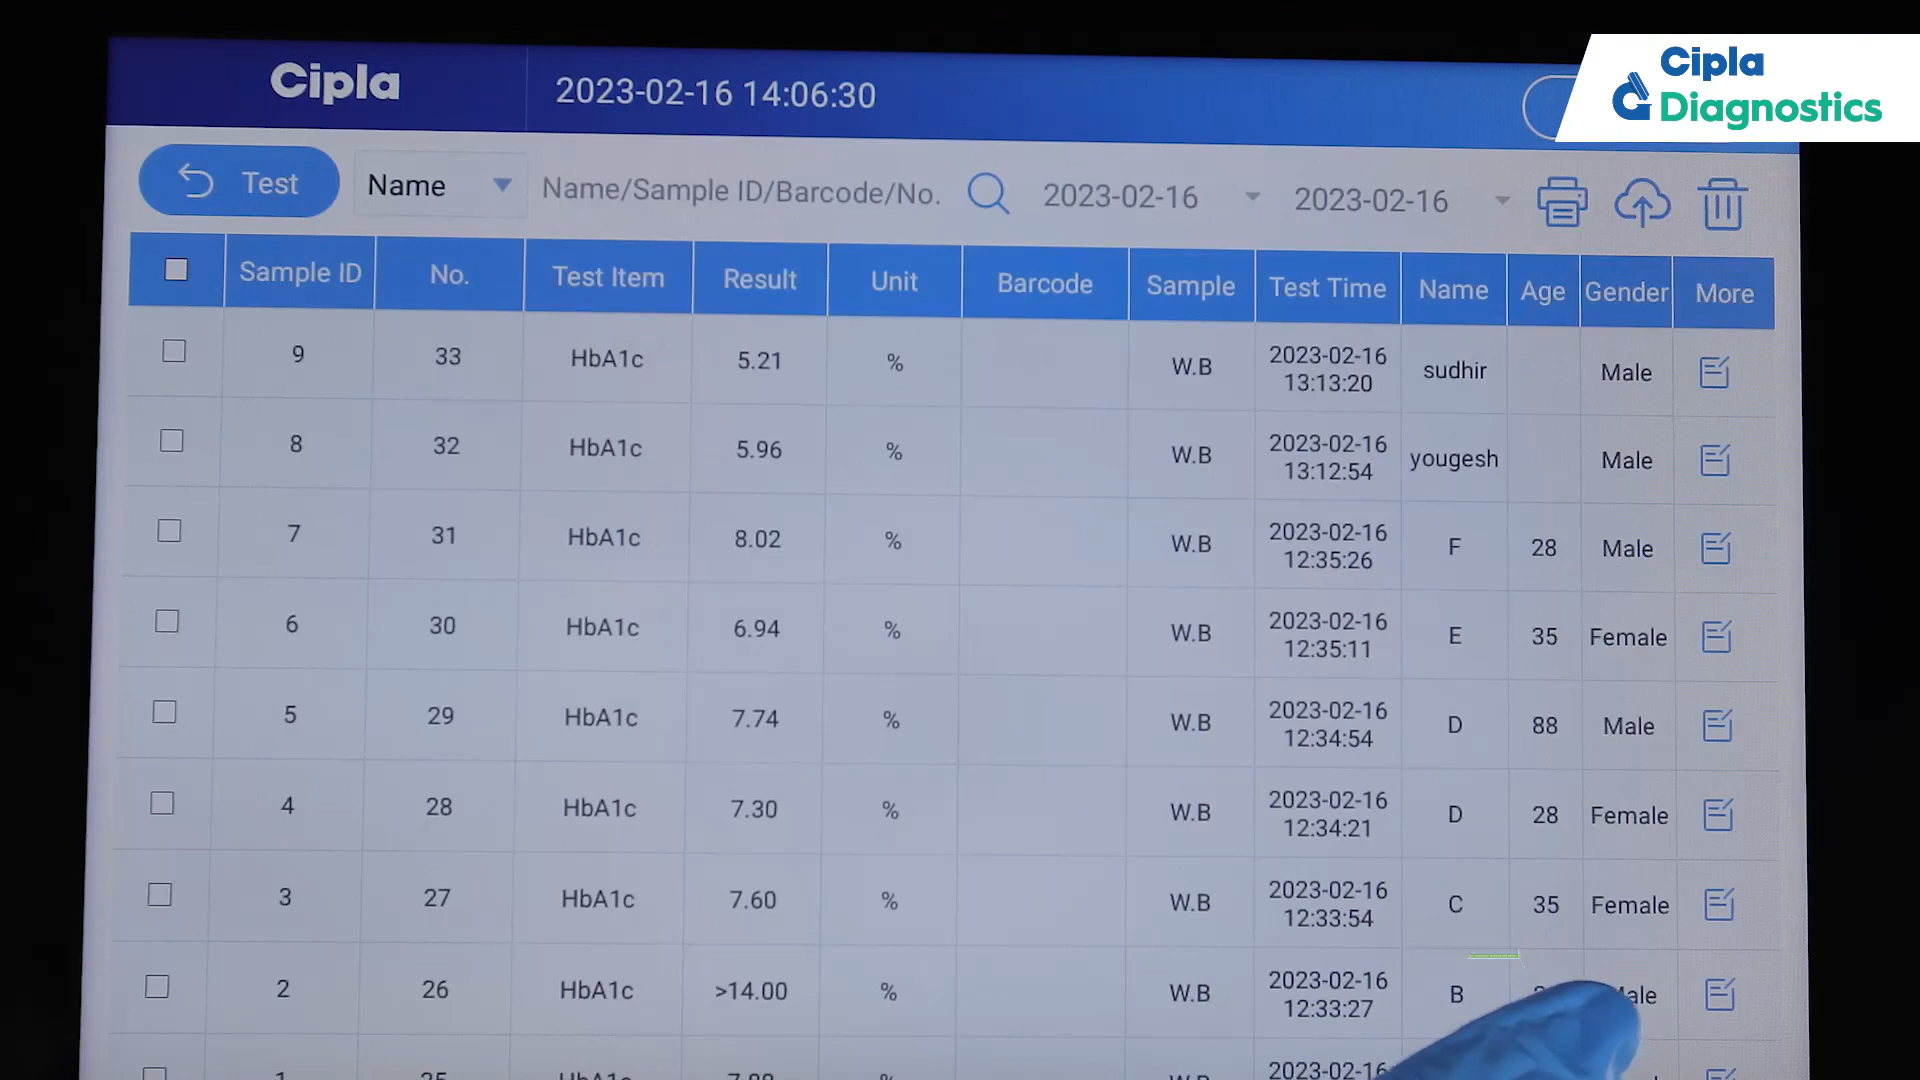 Cipla
2023-02-16 14:06:30
Cipla
Diagnostics
Test
Name
Name/Sample ID/Barcode/No.
2023-02-16
2023-02-16
Sample ID No. Test Item Result Unit Barcode Sample Test Time Name Age Gender More
9 33 HbA1c 5.21 % W.B 2023-02-16 13:13:20 sudhir Male
8 32 HbA1c 5.96 % W.B 2023-02-16 13:12:54 yougesh Male
7 31 HbA1c 8.02 % W.B 2023-02-16 12:35:26 F 28 Male
6 30 HbA1c 6.94 % W.B 2023-02-16 12:35:11 E 35 Female
5 29 HbA1c 7.74 % W.B 2023-02-16 12:34:54 D 88 Male
4 28 HbA1c 7.30 % W.B 2023-02-16 12:34:21 D 28 Female
3 27 HbA1c 7.60 % W.B 2023-02-16 12:33:54 C 35 Female
2 26 HbA1c >14.00 % W.B 2023-02-16 12:33:27 B Male
2023-02-16